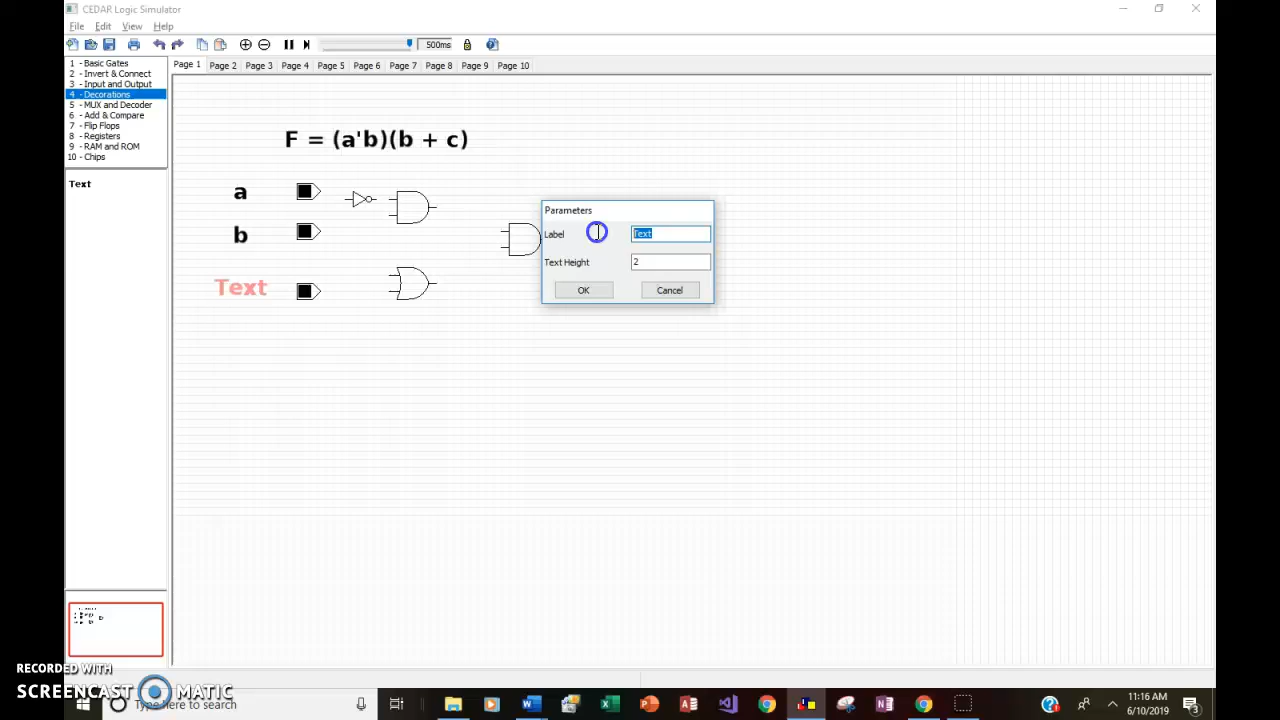 CEDAR Logic Simulator
File Edit View Help
500ms
1 - Basic Gates
2 - Invert & Connect
3 - Input and Output
4 - Decorations
5 - MUX and Decoder
6 - Add & Compare
7 - Flip Flops
8 - Registers
9 - RAM and ROM
10 - Chips
Page 1 Page 2 Page 3 Page 4 Page 5 Page 6 Page 7 Page 8 Page 9 Page 10
Text
F = (a'b)(b + c)
a
b
Text
Parameters
Label Text
Text Height 2
OK Cancel
RECORDED WITH
SCREENCAST MATIC
Type here to search
11:16 AM
6/10/2019
3